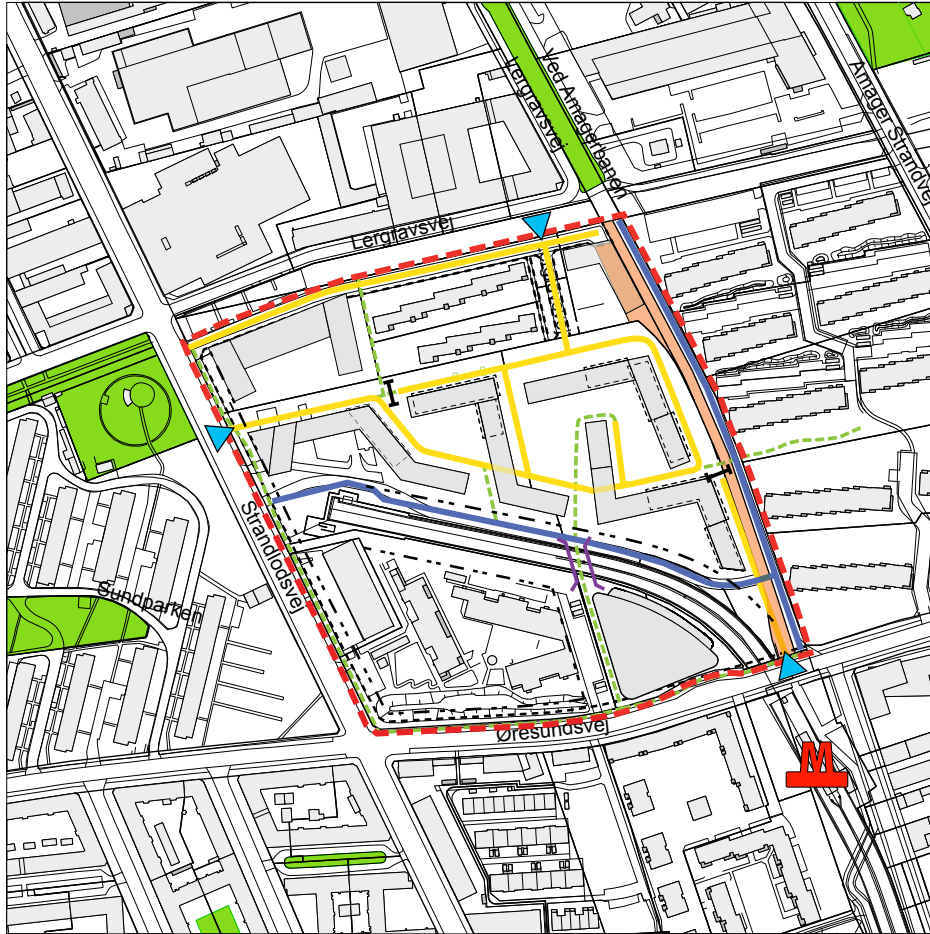 Lergravsvej
Ved Amagerbanen
Amager Strandvej
Lergravsvej
Strandlodsvej
Sundparken
Øresundsvej
M